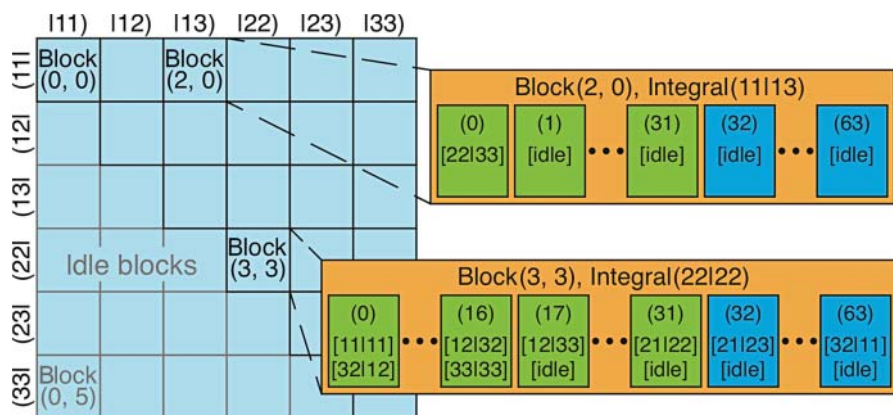 |11) |12) |13) |22) |23) |33)
(11|
Block
(0, 0)
Block
(2, 0)
(12|
(13|
(22|
Idle blocks
Block
(3, 3)
(23|
(33|
Block
(0, 5)
Block(2, 0), Integral(11|13)
(0) (1) (31) (32) (63)
[22|33] [idle] ••• [idle] [idle] ••• [idle]
Block(3, 3), Integral(22|22)
(0) (16) (17) (31) (32) (63)
[11|11] ••• [12|32] [12|33] ••• [21|22] [21|23] ••• [32|11]
[32|12] [33|33] [idle] [idle] [idle] [idle]